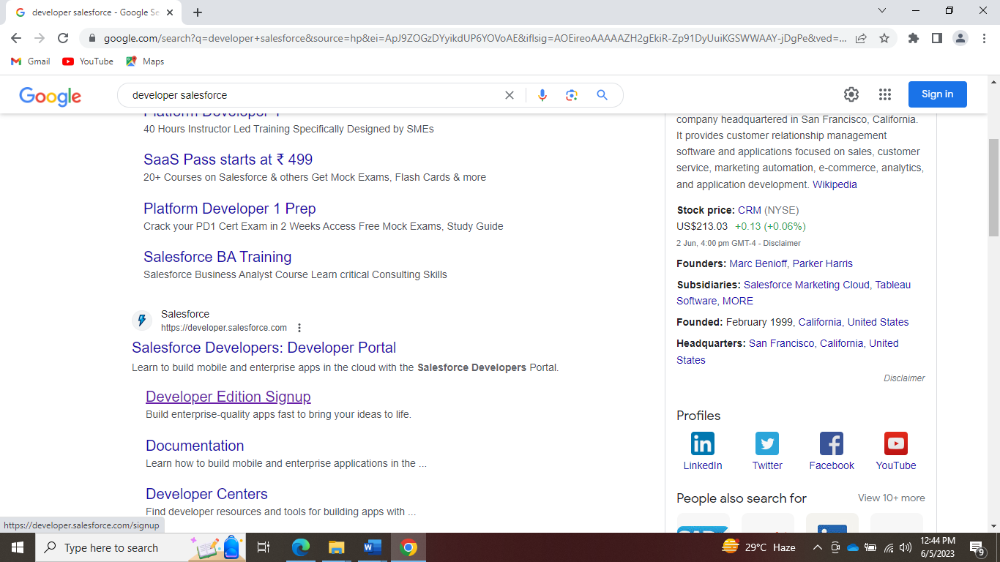 developer salesforce - Google Se
google.com/search?q=developer+salesforce&source=hp&ei=ApJ9ZOGzDYyikdUP6YOVoAE&iflsig=AOEireoAAAAAZH2gEkiR-Zp91DyUuiKGSWWAAY-jDgPe&ved=...
Gmail YouTube Maps
Google developer salesforce Sign in
Platform Developer 1
40 Hours Instructor Led Training Specifically Designed by SMEs
SaaS Pass starts at ₹ 499
20+ Courses on Salesforce & others Get Mock Exams, Flash Cards & more
Platform Developer 1 Prep
Crack your PD1 Cert Exam in 2 Weeks Access Free Mock Exams, Study Guide
Salesforce BA Training
Salesforce Business Analyst Course Learn critical Consulting Skills
Salesforce
https://developer.salesforce.com
Salesforce Developers: Developer Portal
Learn to build mobile and enterprise apps in the cloud with the Salesforce Developers Portal.
Developer Edition Signup
Build enterprise-quality apps fast to bring your ideas to life.
Documentation
Learn how to build mobile and enterprise applications in the ...
Developer Centers
Find developer resources and tools for building apps with ...
https://developer.salesforce.com/signup
company headquartered in San Francisco, California.
It provides customer relationship management
software and applications focused on sales, customer
service, marketing automation, e-commerce, analytics,
and application development. Wikipedia
Stock price: CRM (NYSE)
US$213.03 +0.13 (+0.06%)
2 Jun, 4:00 pm GMT-4 - Disclaimer
Founders: Marc Benioff, Parker Harris
Subsidiaries: Salesforce Marketing Cloud, Tableau
Software, MORE
Founded: February 1999, California, United States
Headquarters: San Francisco, California, United
States
Disclaimer
Profiles
LinkedIn Twitter Facebook YouTube
People also search for View 10+ more
Type here to search
29°C Haze
12:44 PM
6/5/2023
9